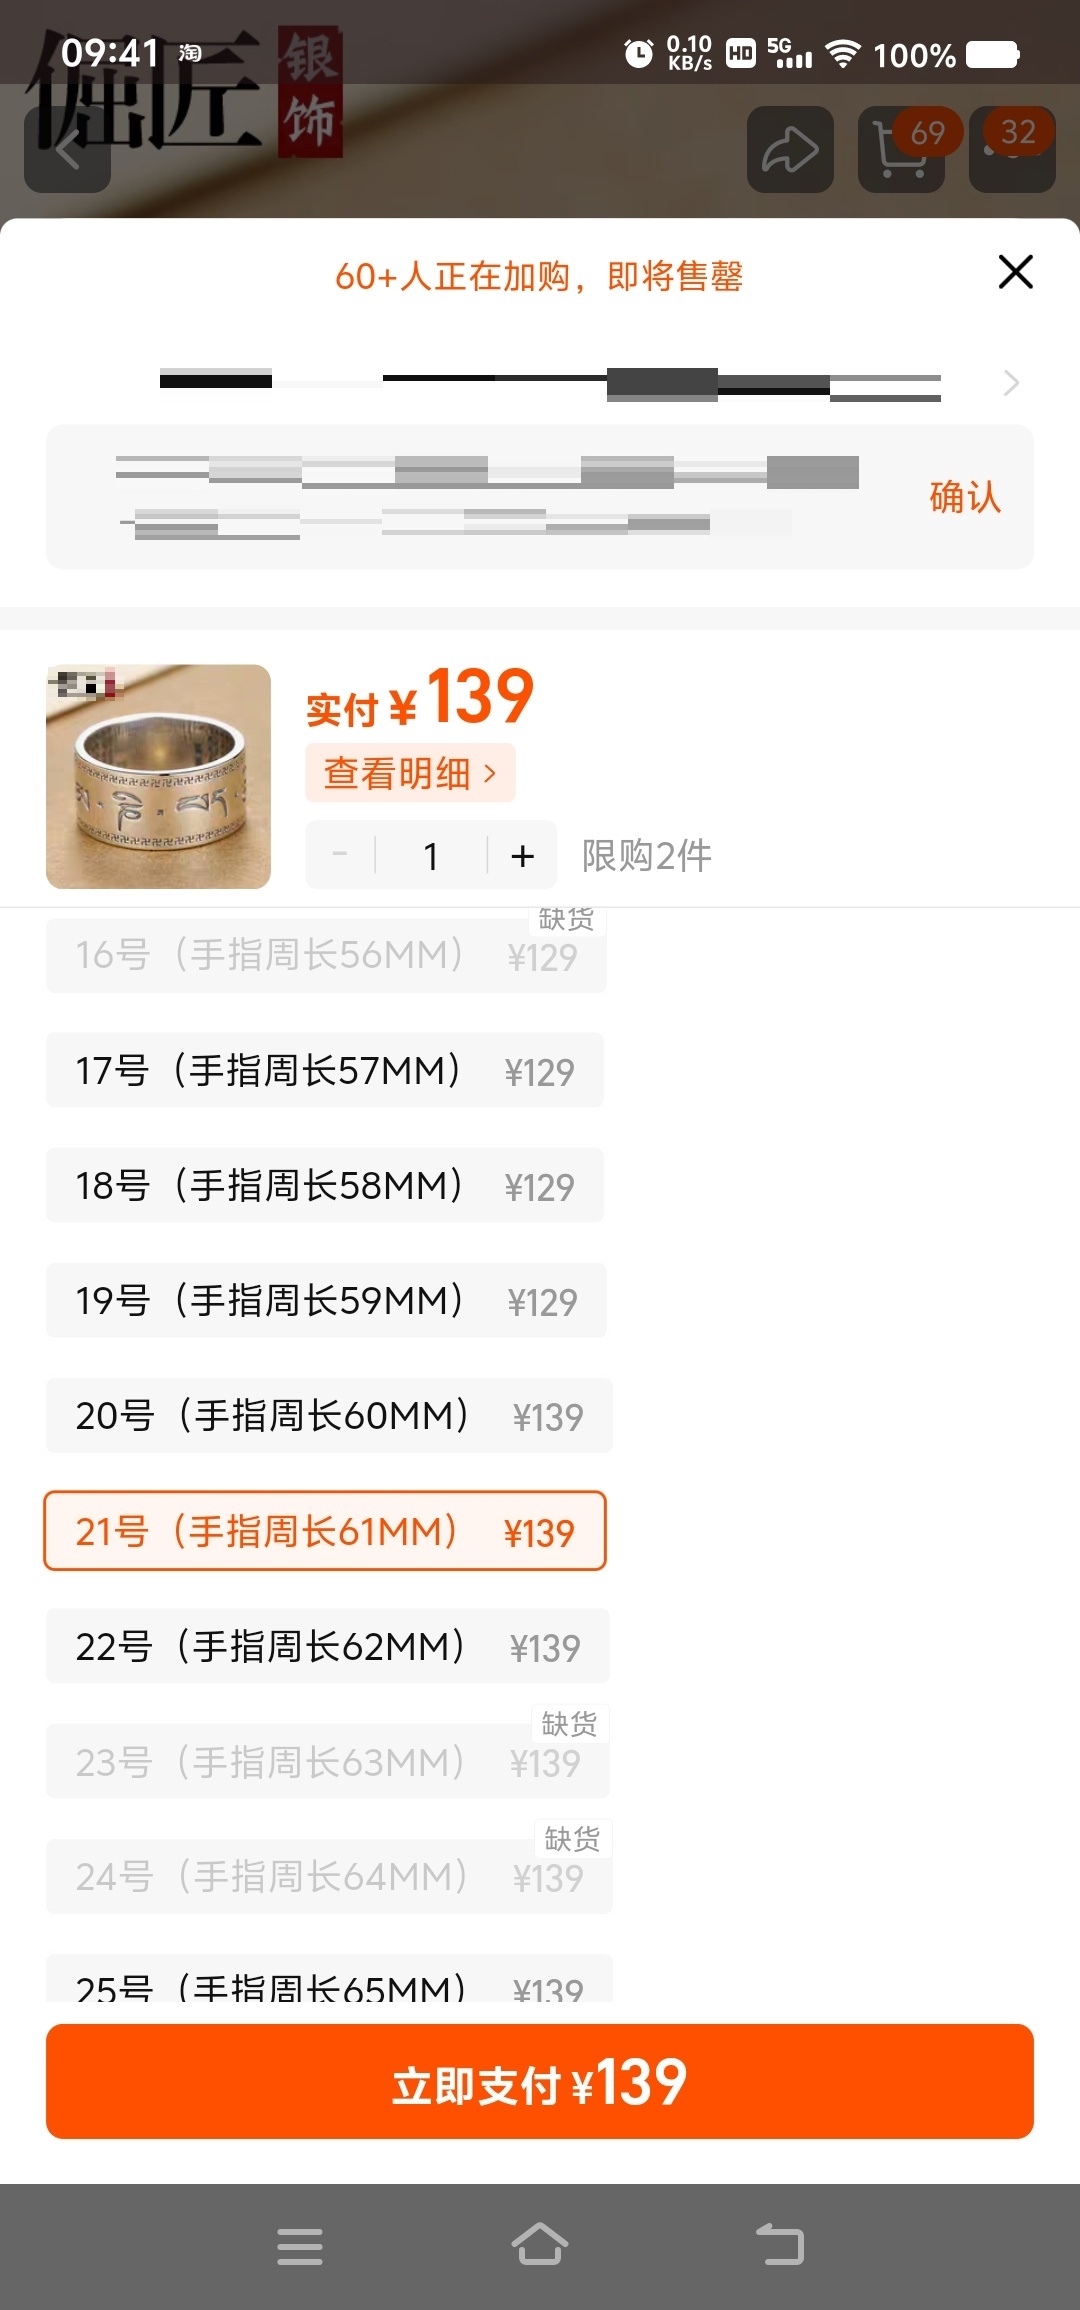 09:41 淘 0.10 KB/s HD 5G 100%
倔匠 银饰
69 32
60+人正在加购，即将售罄
确认
实付¥139
查看明细 >
- 1 + 限购2件
缺货
16号（手指周长56MM） ¥129
17号（手指周长57MM） ¥129
18号（手指周长58MM） ¥129
19号（手指周长59MM） ¥129
20号（手指周长60MM） ¥139
21号（手指周长61MM） ¥139
22号（手指周长62MM） ¥139
缺货
23号（手指周长63MM） ¥139
缺货
24号（手指周长64MM） ¥139
25号（手指周长65MM） ¥139
立即支付 ¥139